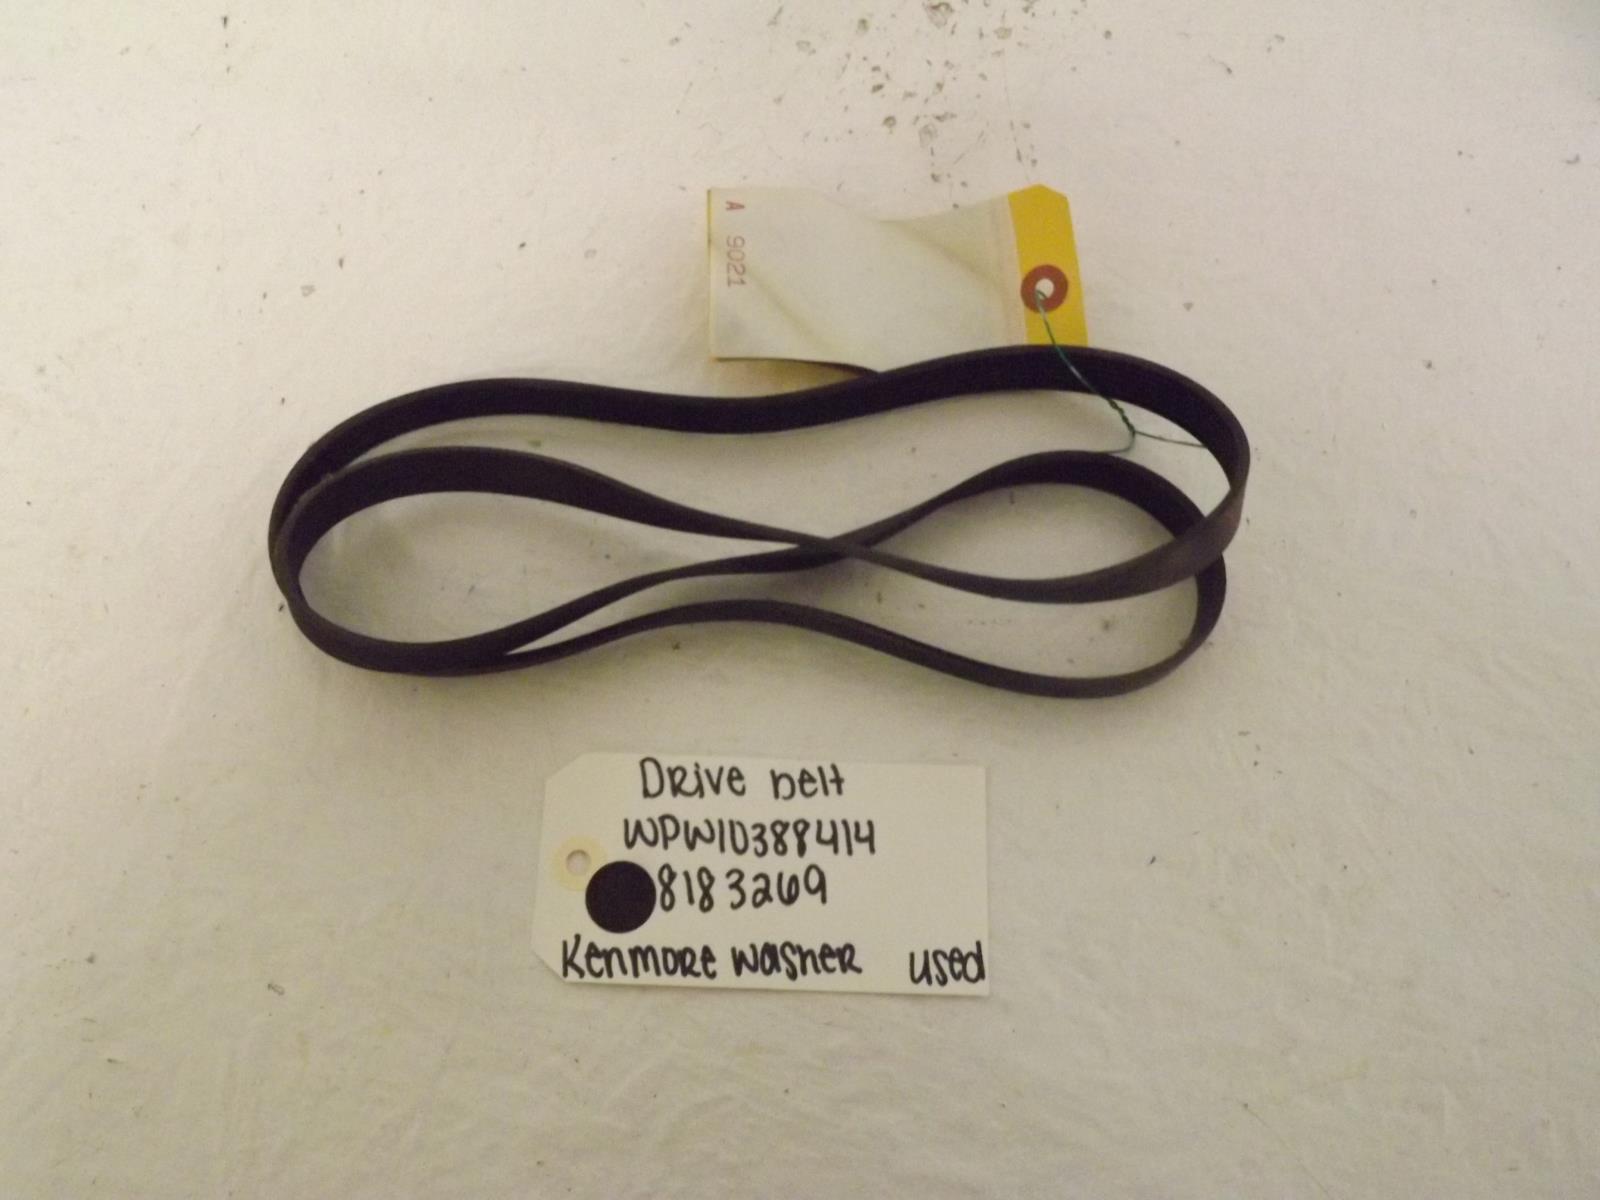 A 9021
Drive belt
WPW10388414
8183269
Kenmore washer used